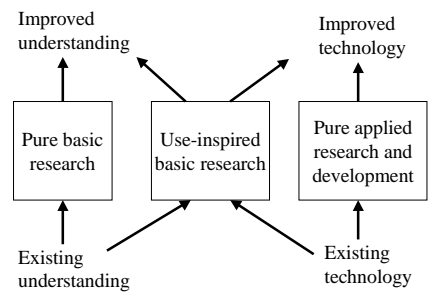 Improved
understanding
Improved
technology
Pure basic
research
Use-inspired
basic research
Pure applied
research and
development
Existing
understanding
Existing
technology